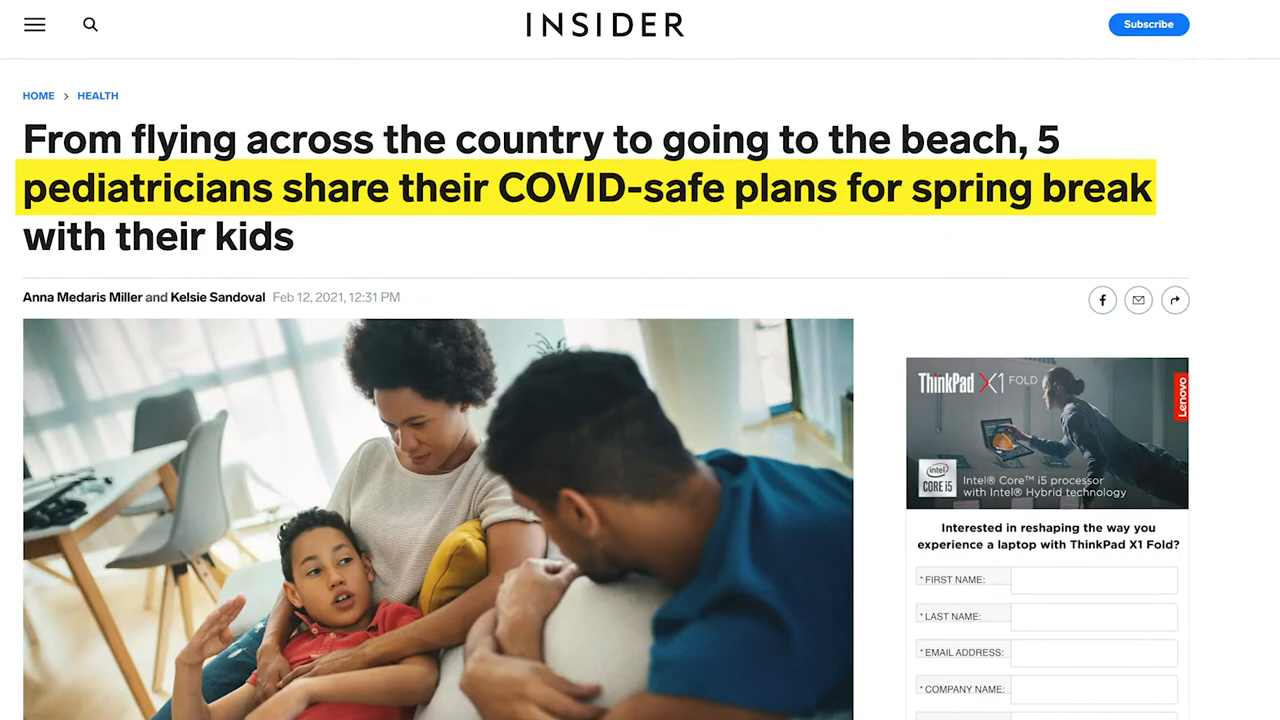 INSIDER
Subscribe
HOME > HEALTH
From flying across the country to going to the beach, 5
pediatricians share their COVID-safe plans for spring break
with their kids
Anna Medaris Miller and Kelsie Sandoval Feb 12, 2021, 12:31 PM
ThinkPad X1 FOLD
Lenovo
intel
CORE i5
Intel® Core™ i5 processor
with Intel® Hybrid technology
Interested in reshaping the way you
experience a laptop with ThinkPad X1 Fold?
* FIRST NAME:
* LAST NAME:
* EMAIL ADDRESS:
* COMPANY NAME: